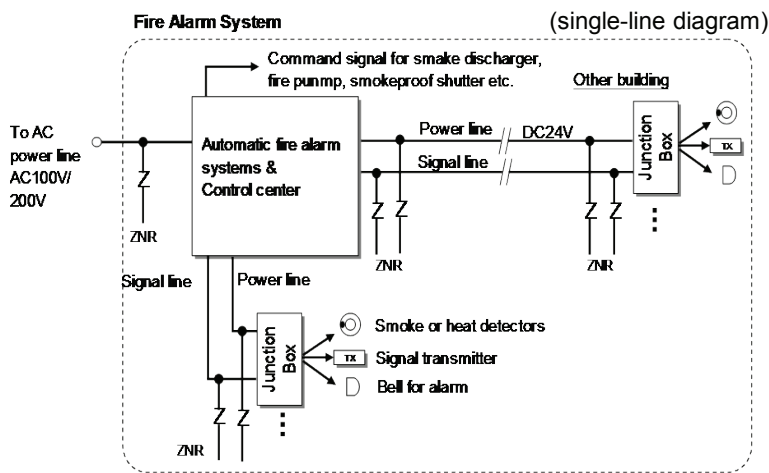 Fire Alarm System
(single-line diagram)
Command signal for smake discharger,
fire punmp, smokeproof shutter etc.
Other building
To AC
power line
AC100V/
200V
Automatic fire alarm
systems &
Control center
Power line
DC24V
Signal line
Junction
Box
TX
ZNR
ZNR
ZNR
Signal line
Power line
Junction
Box
Smoke or heat detectors
TX
Signal transmitter
Bell for alarm
ZNR